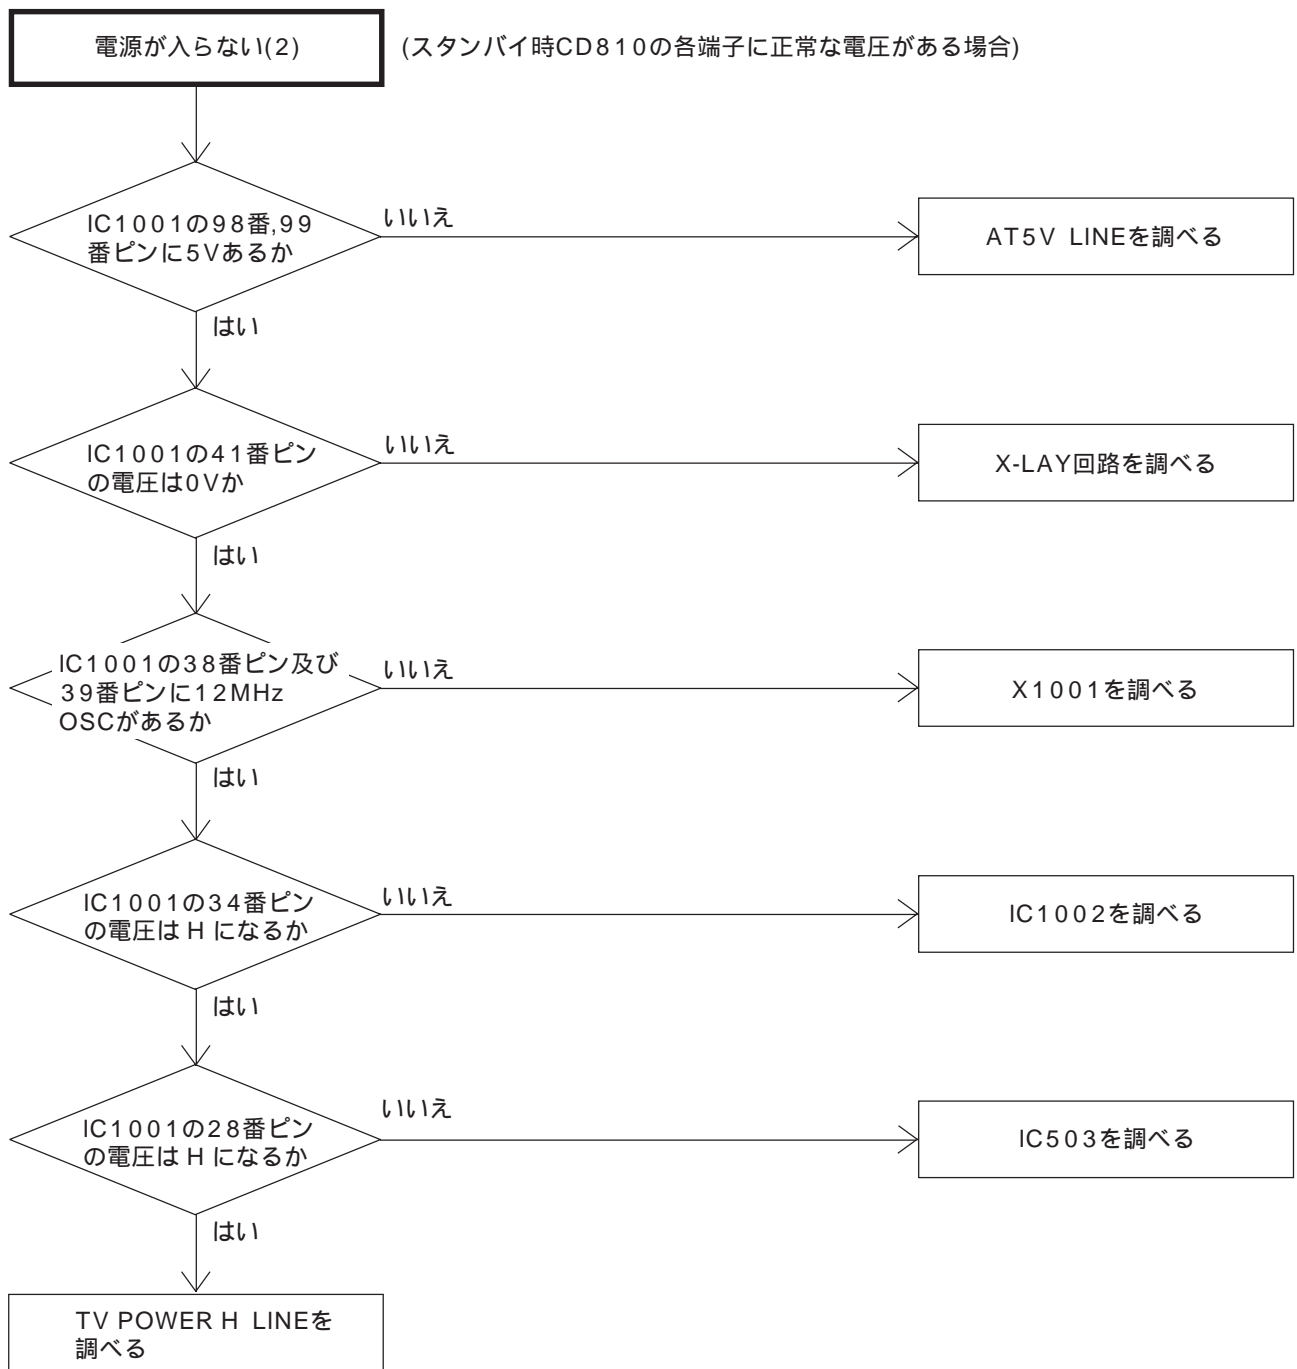 電源が入らない(2)
(スタンバイ時CD810の各端子に正常な電圧がある場合)
IC1001の98番,99
番ピンに5Vあるか
いいえ
AT5V LINEを調べる
はい
IC1001の41番ピン
の電圧は0Vか
いいえ
X-LAY回路を調べる
はい
IC1001の38番ピン及び
39番ピンに12MHz
OSCがあるか
いいえ
X1001を調べる
はい
IC1001の34番ピン
の電圧は H になるか
いいえ
IC1002を調べる
はい
IC1001の28番ピン
の電圧は H になるか
いいえ
IC503を調べる
はい
TV POWER H LINEを
調べる